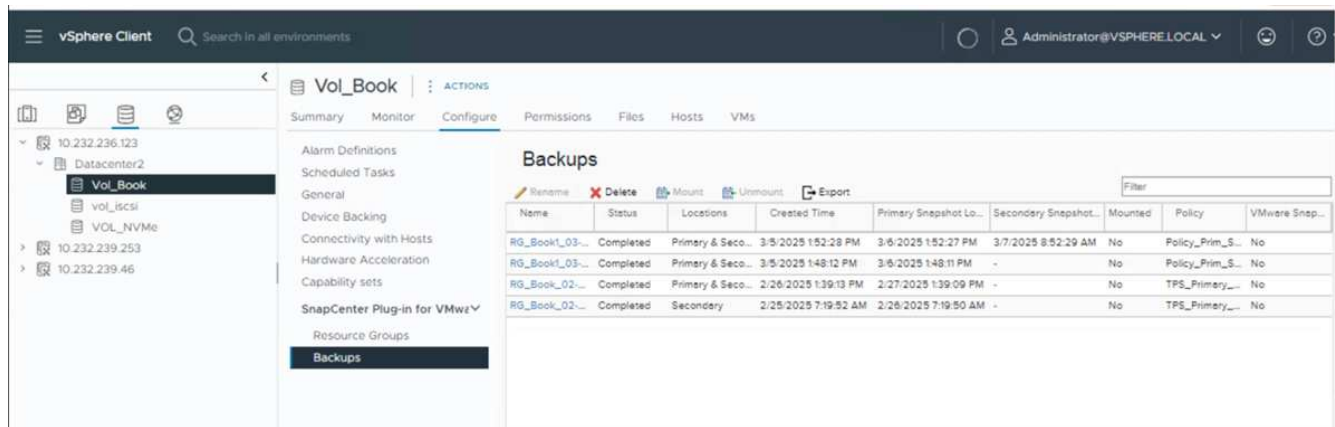 vSphere Client Search in all environments Administrator@VSPHERE.LOCAL
Vol_Book ACTIONS
Summary Monitor Configure Permissions Files Hosts VMs
10.232.236.123
Datacenter2
Vol_Book
vol_iscsi
VOL_NVMe
10.232.239.253
10.232.239.46
Alarm Definitions
Scheduled Tasks
General
Device Backing
Connectivity with Hosts
Hardware Acceleration
Capability sets
SnapCenter Plug-in for VMwa
Resource Groups
Backups
Backups
Rename Delete Mount Unmount Export Filter
Name Status Locations Created Time Primary Snapshot Lo... Secondary Snapshot... Mounted Policy VMware Snap...
RG_Book1_03-... Completed Primary & Seco... 3/5/2025 1:52:28 PM 3/6/2025 1:52:27 PM 3/7/2025 8:52:29 AM No Policy_Prim_S... No
RG_Book1_03-... Completed Primary & Seco... 3/5/2025 1:48:12 PM 3/6/2025 1:48:11 PM - No Policy_Prim_S... No
RG_Book_02-... Completed Primary & Seco... 2/26/2025 1:39:13 PM 2/27/2025 1:39:09 PM - No TPS_Primary_... No
RG_Book_02-... Completed Secondary 2/25/2025 7:19:52 AM 2/26/2025 7:19:50 AM - No TPS_Primary_... No